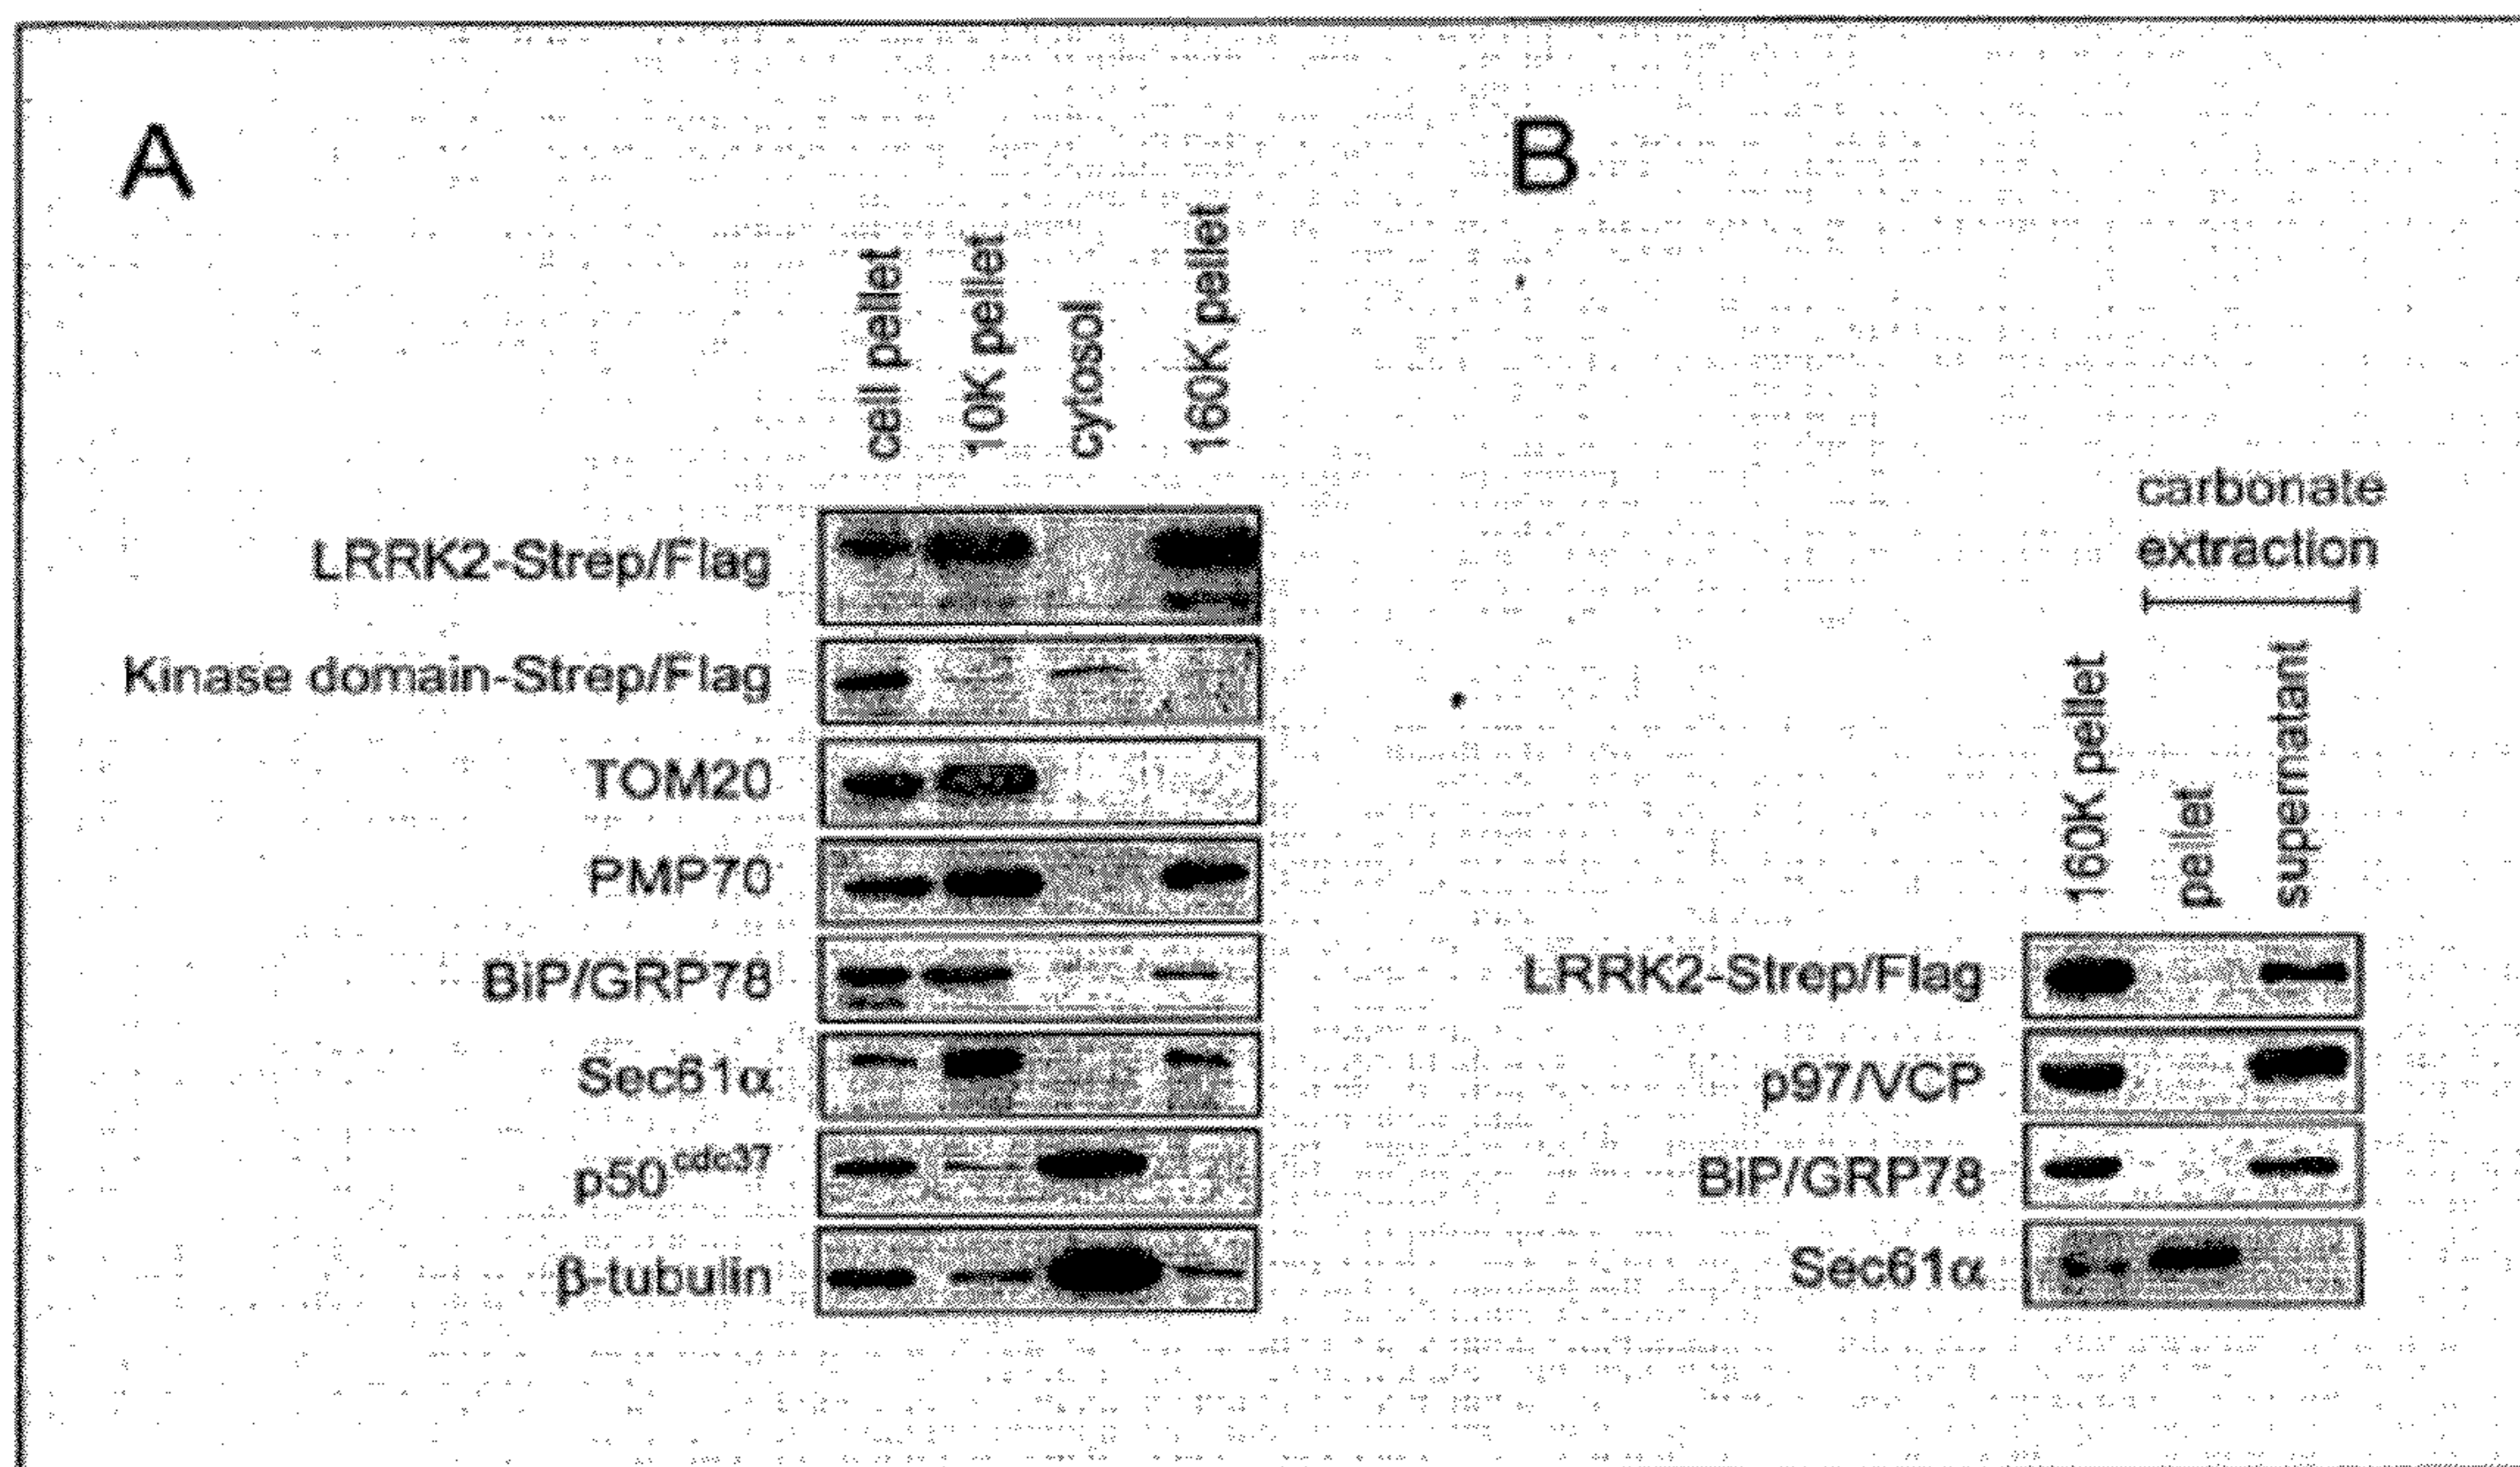 A
cell pellet
10K pellet
cytosol
160K pellet
LRRK2-Strep/Flag
Kinase domain-Strep/Flag
TOM20
PMP70
BiP/GRP78
Sec61α
p50cdc37
β-tubulin
B
carbonate
extraction
160K pellet
pellet
supernatant
LRRK2-Strep/Flag
p97/VCP
BiP/GRP78
Sec61α